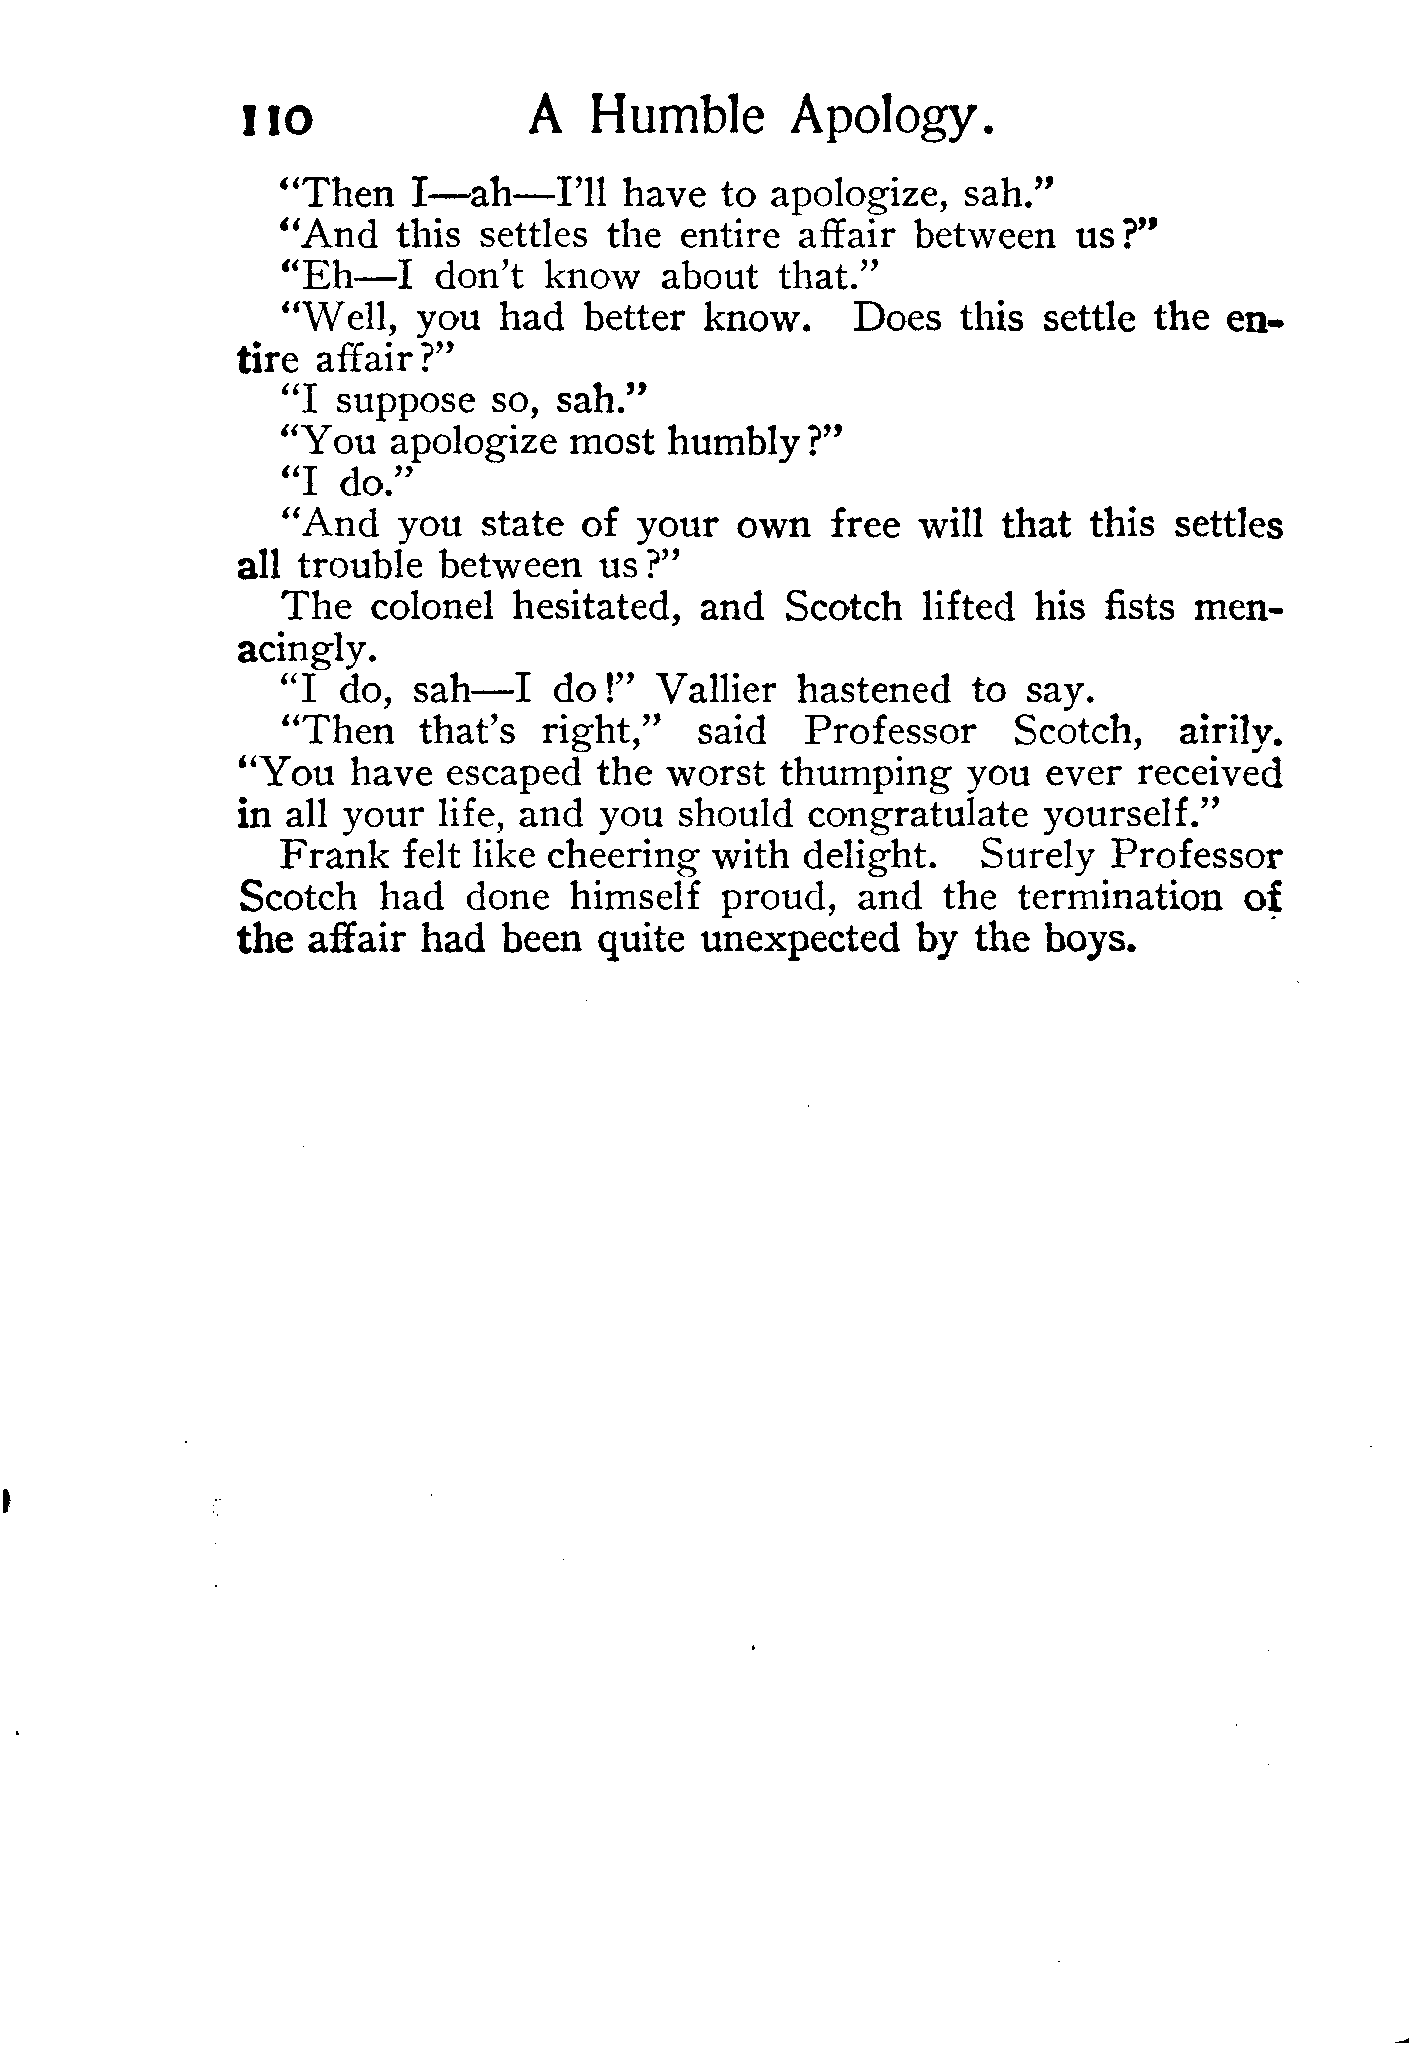 110 A Humble Apology.
“Then I—ah—I’ll have to apologize, sah.”
“And this settles the entire affair between us?”
“Eh—I don’t know about that.”
“Well, you had better know. Does this settle the en-
tire affair?”
“I suppose so, sah.”
“You apologize most humbly?”
“I do.”
“And you state of your own free will that this settles
all trouble between us?”
The colonel hesitated, and Scotch lifted his fists men-
acingly.
“I do, sah—I do!” Vallier hastened to say.
“Then that’s right,” said Professor Scotch, airily.
“You have escaped the worst thumping you ever received
in all your life, and you should congratulate yourself.”
Frank felt like cheering with delight. Surely Professor
Scotch had done himself proud, and the termination of
the affair had been quite unexpected by the boys.